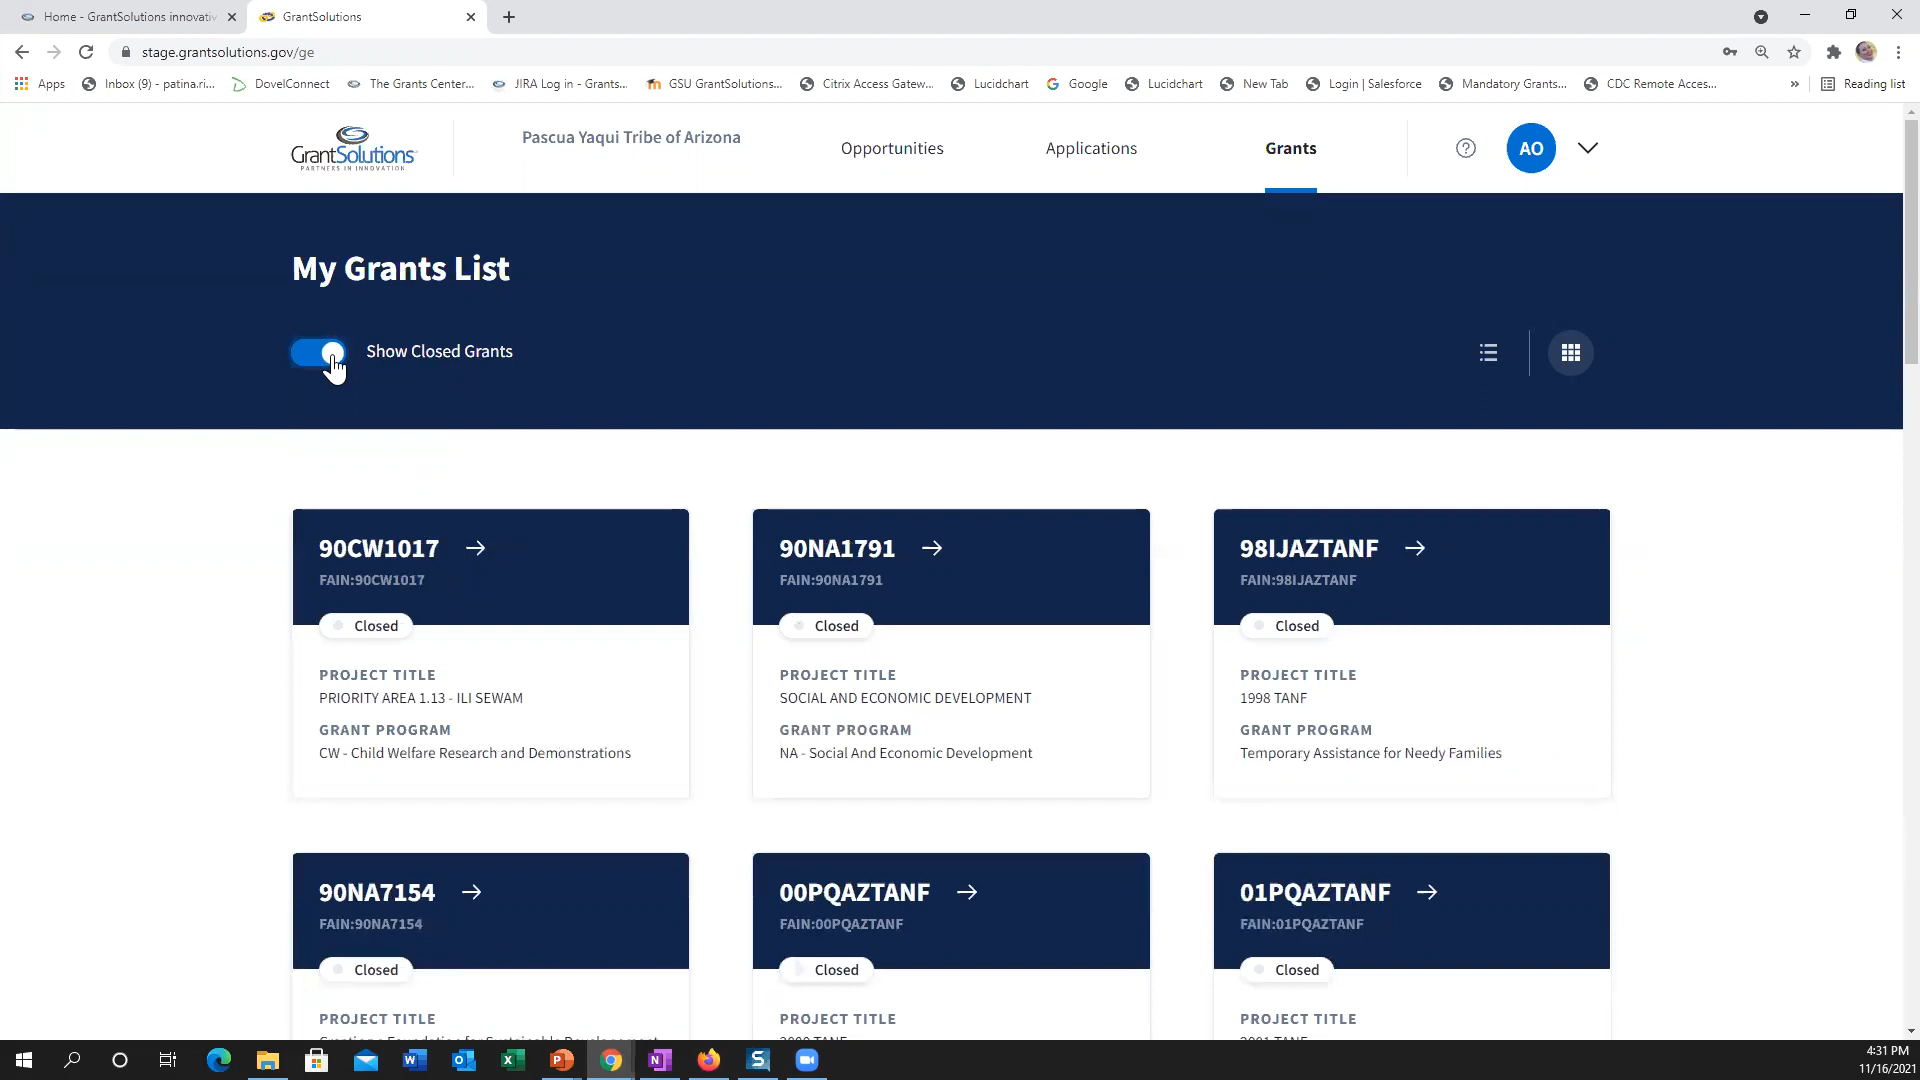 Home - GrantSolutions innovativ
GrantSolutions
stage.grantsolutions.gov/ge
Apps
Inbox (9) - patina.ri...
DovelConnect
The Grants Center...
JIRA Log in - Grants...
GSU GrantSolutions...
Citrix Access Gatew...
Lucidchart
Google
Lucidchart
New Tab
Login | Salesforce
Mandatory Grants...
CDC Remote Acces...
»
Reading list
GrantSolutions
PARTNERS IN INNOVATION
Pascua Yaqui Tribe of Arizona
Opportunities
Applications
Grants
AO
My Grants List
Show Closed Grants
90CW1017
FAIN:90CW1017
Closed
PROJECT TITLE
PRIORITY AREA 1.13 - ILI SEWAM
GRANT PROGRAM
CW - Child Welfare Research and Demonstrations
90NA1791
FAIN:90NA1791
Closed
PROJECT TITLE
SOCIAL AND ECONOMIC DEVELOPMENT
GRANT PROGRAM
NA - Social And Economic Development
98IJAZTANF
FAIN:98IJAZTANF
Closed
PROJECT TITLE
1998 TANF
GRANT PROGRAM
Temporary Assistance for Needy Families
90NA7154
FAIN:90NA7154
Closed
PROJECT TITLE
00PQAZTANF
FAIN:00PQAZTANF
Closed
PROJECT TITLE
01PQAZTANF
FAIN:01PQAZTANF
Closed
PROJECT TITLE
4:31 PM
11/16/2021